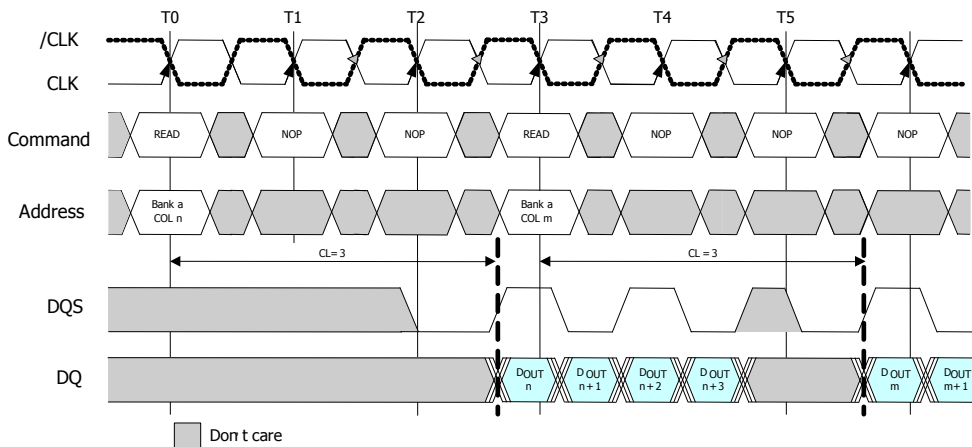 T0 T1 T2 T3 T4 T5
/CLK
CLK
Command READ NOP NOP READ NOP NOP NOP
Address Bank a COL n Bank a COL m
CL= 3 CL = 3
DQS
DQ DOUT n DOUT n+1 DOUT n+2 DOUT n+3 DOUT m DOUT m+1
Don't care